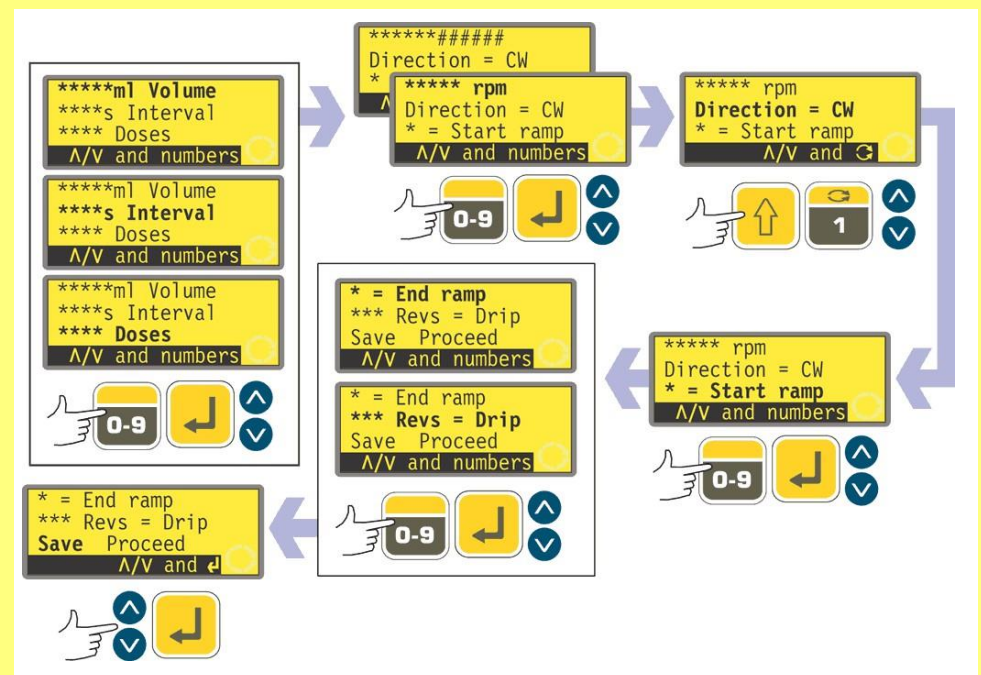 *****ml Volume
****s Interval
**** Doses
Λ/V and numbers
*****ml Volume
****s Interval
**** Doses
Λ/V and numbers
*****ml Volume
****s Interval
**** Doses
Λ/V and numbers
0-9
******######
Direction = CW
*
Λ
***** rpm
Direction = CW
* = Start ramp
Λ/V and numbers
0-9
***** rpm
Direction = CW
* = Start ramp
Λ/V and ↻
1
***** rpm
Direction = CW
* = Start ramp
Λ/V and numbers
0-9
* = End ramp
*** Revs = Drip
Save Proceed
Λ/V and numbers
* = End ramp
*** Revs = Drip
Save Proceed
Λ/V and numbers
0-9
* = End ramp
*** Revs = Drip
Save Proceed
Λ/V and ↲